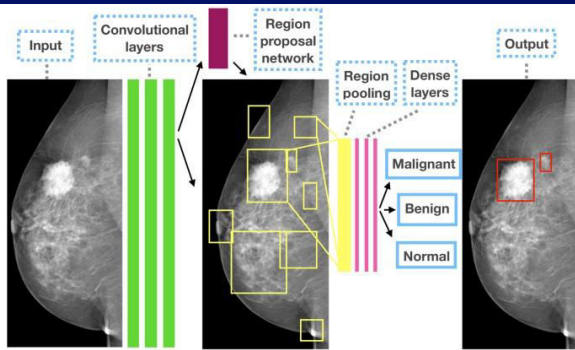 Input
Convolutional
layers
Region
proposal
network
Region
pooling
Dense
layers
Malignant
Benign
Normal
Output